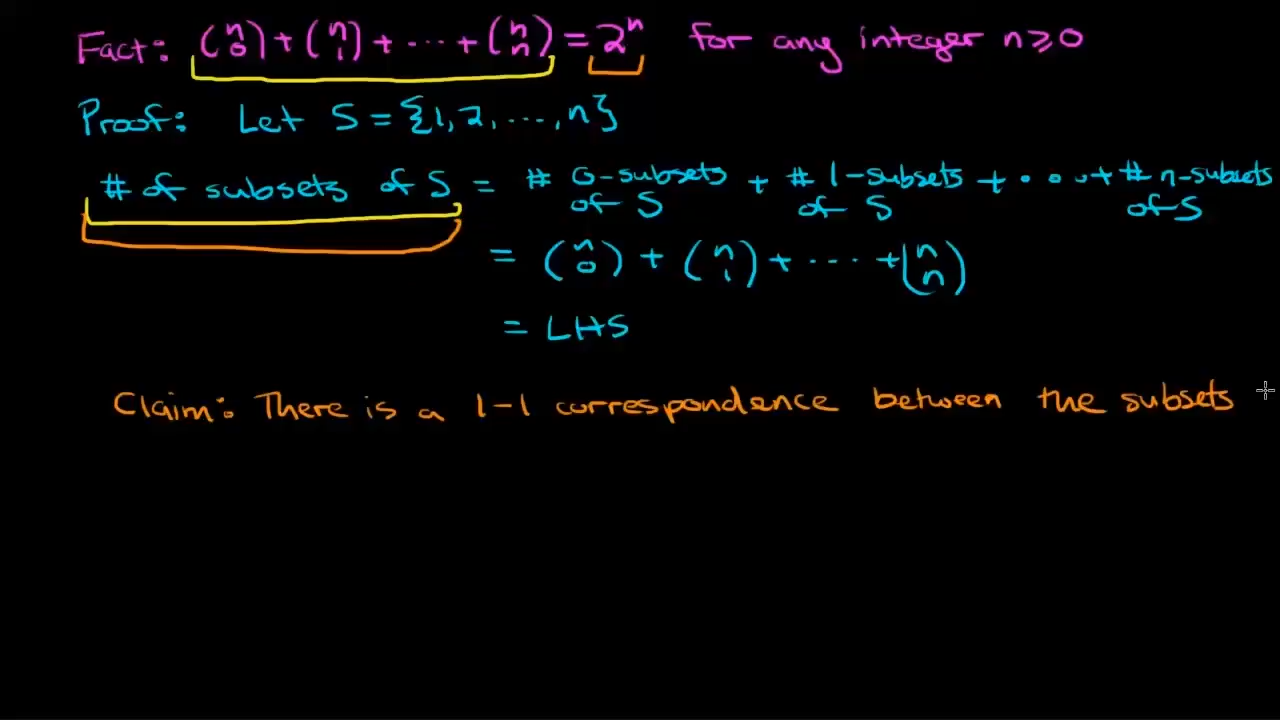 Fact: (n 0) + (n 1) + ... + (n n) = 2^n for any integer n ≥ 0
Proof: Let S = {1, 2, ..., n}
# of subsets of S = # 0-subsets of S + # 1-subsets of S + ... + # n-subsets of S
= (n 0) + (n 1) + .... + (n n)
= LHS
Claim: There is a 1-1 correspondence between the subsets